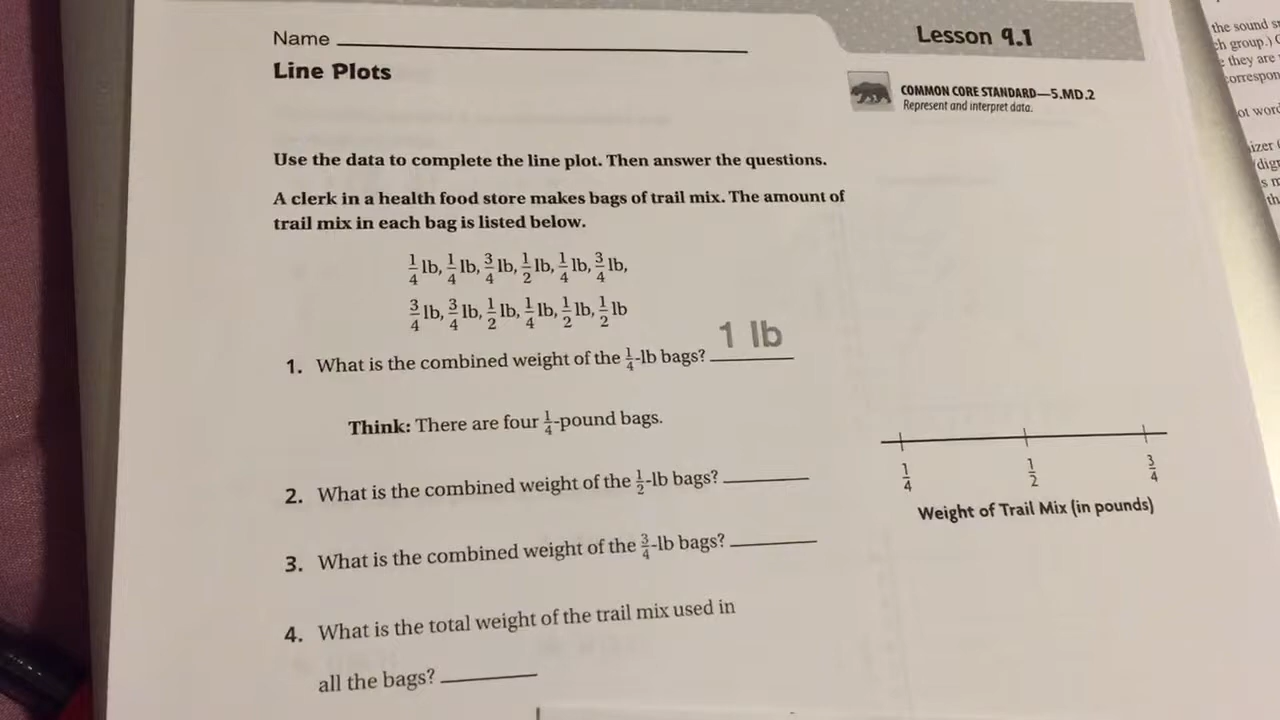 Name
Lesson 9.1
Line Plots
COMMON CORE STANDARD—5.MD.2
Represent and interpret data.
Use the data to complete the line plot. Then answer the questions.
A clerk in a health food store makes bags of trail mix. The amount of
trail mix in each bag is listed below.
1/4 lb, 1/4 lb, 3/4 lb, 1/2 lb, 1/4 lb, 3/4 lb,
3/4 lb, 3/4 lb, 1/2 lb, 1/4 lb, 1/2 lb, 1/2 lb
1. What is the combined weight of the 1/4-lb bags? 1 lb
Think: There are four 1/4-pound bags.
2. What is the combined weight of the 1/2-lb bags?
3. What is the combined weight of the 3/4-lb bags?
4. What is the total weight of the trail mix used in
all the bags?
1/4 1/2 3/4
Weight of Trail Mix (in pounds)
the sound
group.)
they are